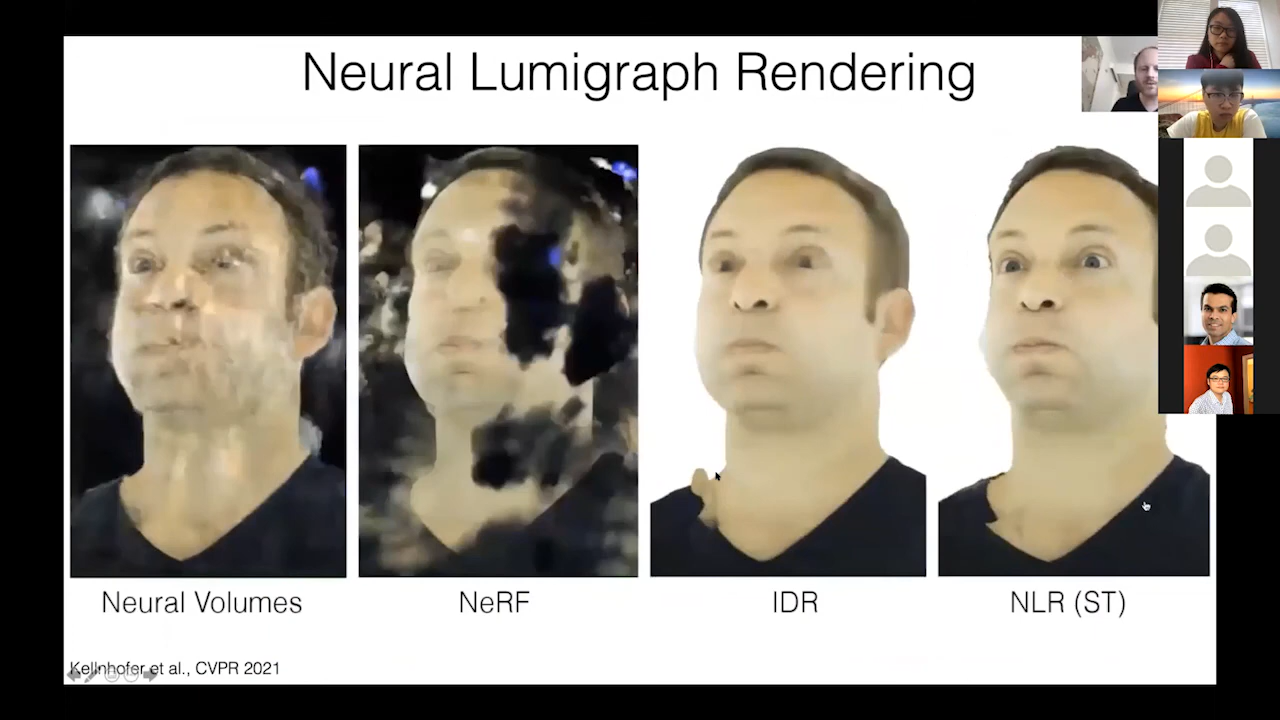 Neural Lumigraph Rendering
Neural Volumes
NeRF
IDR
NLR (ST)
Kellnhofer et al., CVPR 2021